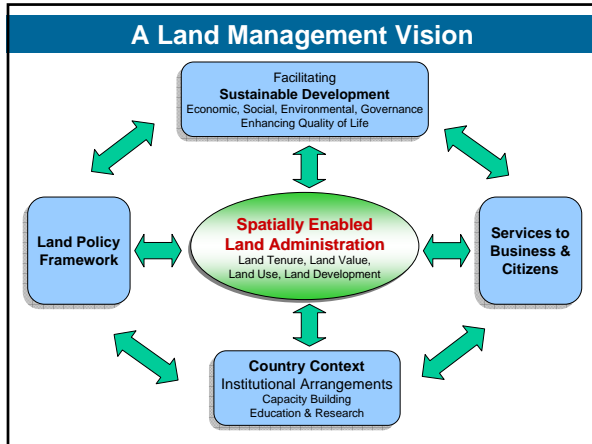 A Land Management Vision
Facilitating
Sustainable Development
Economic, Social, Environmental, Governance
Enhancing Quality of Life
Land Policy
Framework
Spatially Enabled
Land Administration
Land Tenure, Land Value,
Land Use, Land Development
Services to
Business &
Citizens
Country Context
Institutional Arrangements
Capacity Building
Education & Research